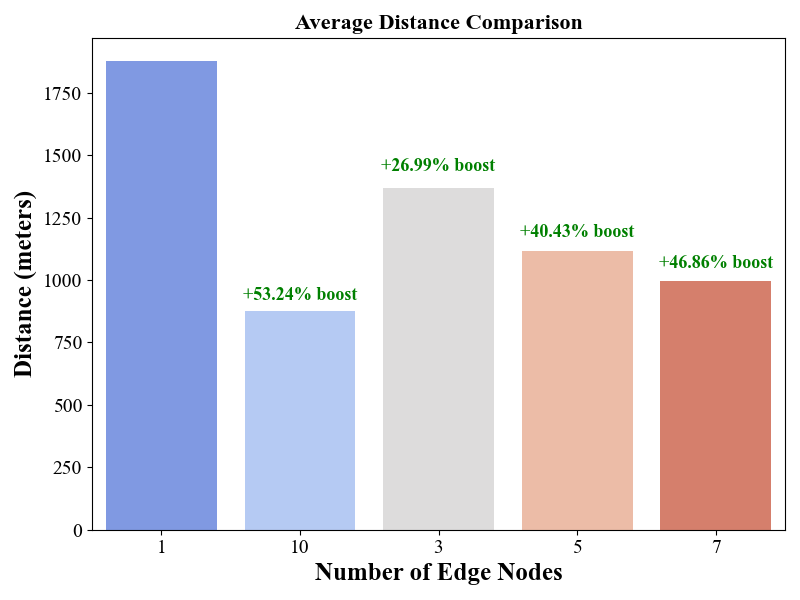 Average Distance Comparison
Distance (meters)
1750
1500
1250
1000
750
500
250
0
+53.24% boost
+26.99% boost
+40.43% boost
+46.86% boost
1 10 3 5 7
Number of Edge Nodes